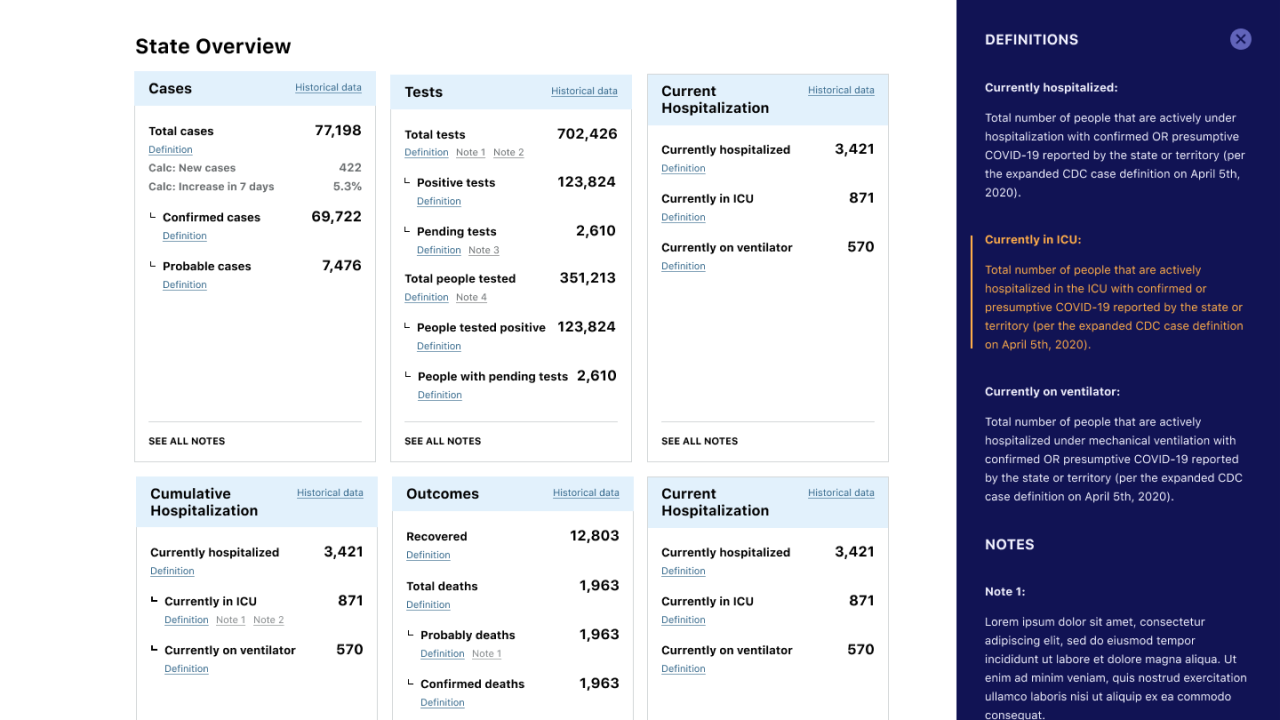 State Overview
Cases
Historical data
Total cases 77,198
Definition
Calc: New cases 422
Calc: Increase in 7 days 5.3%
Confirmed cases 69,722
Definition
Probable cases 7,476
Definition
SEE ALL NOTES
Tests
Historical data
Total tests 702,426
Definition Note 1 Note 2
Positive tests 123,824
Definition
Pending tests 2,610
Definition Note 3
Total people tested 351,213
Definition Note 4
People tested positive 123,824
Definition
People with pending tests 2,610
Definition
SEE ALL NOTES
Current
Hospitalization
Historical data
Currently hospitalized 3,421
Definition
Currently in ICU 871
Definition
Currently on ventilator 570
Definition
SEE ALL NOTES
Cumulative
Hospitalization
Historical data
Currently hospitalized 3,421
Definition
Currently in ICU 871
Definition Note 1 Note 2
Currently on ventilator 570
Definition
Outcomes
Historical data
Recovered 12,803
Definition
Total deaths 1,963
Definition
Probably deaths 1,963
Definition Note 1
Confirmed deaths 1,963
Definition
Current
Hospitalization
Historical data
Currently hospitalized 3,421
Definition
Currently in ICU 871
Definition
Currently on ventilator 570
Definition
DEFINITIONS
Currently hospitalized:
Total number of people that are actively under
hospitalization with confirmed OR presumptive
COVID-19 reported by the state or territory (per
the expanded CDC case definition on April 5th,
2020).
Currently in ICU:
Total number of people that are actively
hospitalized in the ICU with confirmed or
presumptive COVID-19 reported by the state or
territory (per the expanded CDC case definition
on April 5th, 2020).
Currently on ventilator:
Total number of people that are actively
hospitalized under mechanical ventilation with
confirmed OR presumptive COVID-19 reported
by the state or territory (per the expanded CDC
case definition on April 5th, 2020).
NOTES
Note 1:
Lorem ipsum dolor sit amet, consectetur
adipiscing elit, sed do eiusmod tempor
incididunt ut labore et dolore magna aliqua. Ut
enim ad minim veniam, quis nostrud exercitation
ullamco laboris nisi ut aliquip ex ea commodo
consequat.